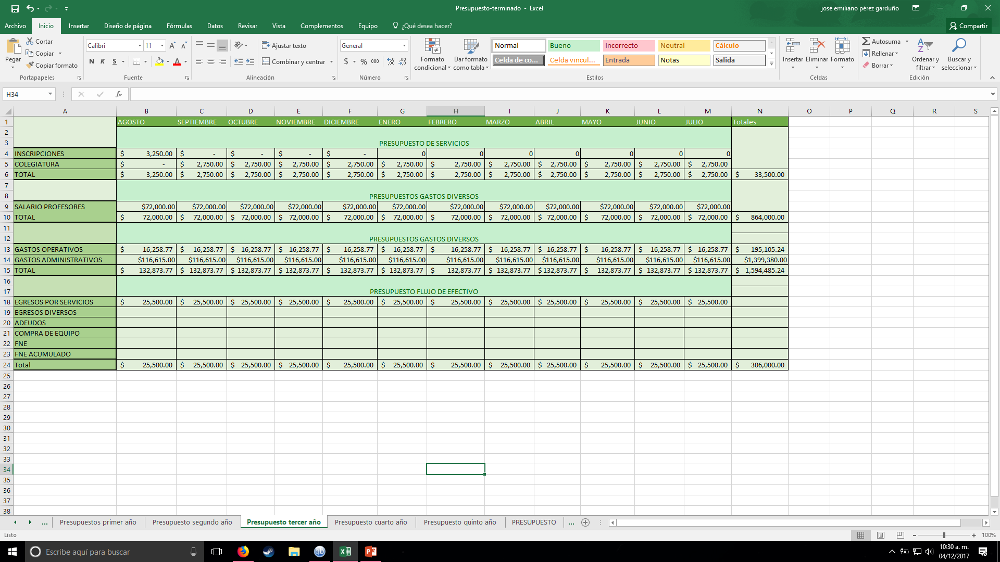 Presupuesto-terminado - Excel
josé emiliano pérez garduño
Archivo Inicio Insertar Diseño de página Fórmulas Datos Revisar Vista Complementos Equipo ¿Qué desea hacer? Compartir
Pegar
Cortar
Copiar
Copiar formato
Portapapeles
Calibri 11
N K S
Fuente
Ajustar texto
Combinar y centrar
Alineación
General
$ % 000
Número
Formato condicional
Dar formato como tabla
Normal Bueno Incorrecto Neutral Cálculo
Celda de co... Celda vincul... Entrada Notas Salida
Estilos
Insertar Eliminar Formato
Celdas
Autosuma
Rellenar
Borrar
Ordenar y filtrar
Buscar y seleccionar
Edición
H34 fx
A B C D E F G H I J K L M N O P Q R S
1 AGOSTO SEPTIEMBRE OCTUBRE NOVIEMBRE DICIEMBRE ENERO FEBRERO MARZO ABRIL MAYO JUNIO JULIO Totales
2
3 PRESUPUESTO DE SERVICIOS
4 INSCRIPCIONES $ 3,250.00 $ - $ - $ - $ - 0 0 0 0 0 0 0
5 COLEGIATURA $ - $ 2,750.00 $ 2,750.00 $ 2,750.00 $ 2,750.00 $ 2,750.00 $ 2,750.00 $ 2,750.00 $ 2,750.00 $ 2,750.00 $ 2,750.00 $ 2,750.00
6 TOTAL $ 3,250.00 $ 2,750.00 $ 2,750.00 $ 2,750.00 $ 2,750.00 $ 2,750.00 $ 2,750.00 $ 2,750.00 $ 2,750.00 $ 2,750.00 $ 2,750.00 $ 2,750.00 $ 33,500.00
7
8 PRESUPUESTOS GASTOS DIVERSOS
9 SALARIO PROFESORES $72,000.00 $72,000.00 $72,000.00 $72,000.00 $72,000.00 $72,000.00 $72,000.00 $72,000.00 $72,000.00 $72,000.00 $72,000.00 $72,000.00
10 TOTAL $ 72,000.00 $ 72,000.00 $ 72,000.00 $ 72,000.00 $ 72,000.00 $ 72,000.00 $ 72,000.00 $ 72,000.00 $ 72,000.00 $ 72,000.00 $ 72,000.00 $ 72,000.00 $ 864,000.00
11
12 PRESUPUESTOS GASTOS DIVERSOS
13 GASTOS OPERATIVOS $ 16,258.77 $ 16,258.77 $ 16,258.77 $ 16,258.77 $ 16,258.77 $ 16,258.77 $ 16,258.77 $ 16,258.77 $ 16,258.77 $ 16,258.77 $ 16,258.77 $ 16,258.77 $ 195,105.24
14 GASTOS ADMINISTRATIVOS $116,615.00 $116,615.00 $116,615.00 $116,615.00 $116,615.00 $116,615.00 $116,615.00 $116,615.00 $116,615.00 $116,615.00 $116,615.00 $116,615.00 $1,399,380.00
15 TOTAL $ 132,873.77 $ 132,873.77 $ 132,873.77 $ 132,873.77 $ 132,873.77 $ 132,873.77 $ 132,873.77 $ 132,873.77 $ 132,873.77 $ 132,873.77 $ 132,873.77 $ 132,873.77 $ 1,594,485.24
16
17 PRESUPUESTO FLUJO DE EFECTIVO
18 EGRESOS POR SERVICIOS $ 25,500.00 $ 25,500.00 $ 25,500.00 $ 25,500.00 $ 25,500.00 $ 25,500.00 $ 25,500.00 $ 25,500.00 $ 25,500.00 $ 25,500.00 $ 25,500.00 $ 25,500.00
19 EGRESOS DIVERSOS
20 ADEUDOS
21 COMPRA DE EQUIPO
22 FNE
23 FNE ACUMULADO
24 Total $ 25,500.00 $ 25,500.00 $ 25,500.00 $ 25,500.00 $ 25,500.00 $ 25,500.00 $ 25,500.00 $ 25,500.00 $ 25,500.00 $ 25,500.00 $ 25,500.00 $ 25,500.00 $ 306,000.00
25
26
27
28
29
30
31
32
33
34
35
36
37
38
... Presupuestos primer año Presupuesto segundo año Presupuesto tercer año Presupuesto cuarto año Presupuesto quinto año PRESUPUESTO ...
Listo 100%
Escribe aquí para buscar
10:30 a. m.
04/12/2017